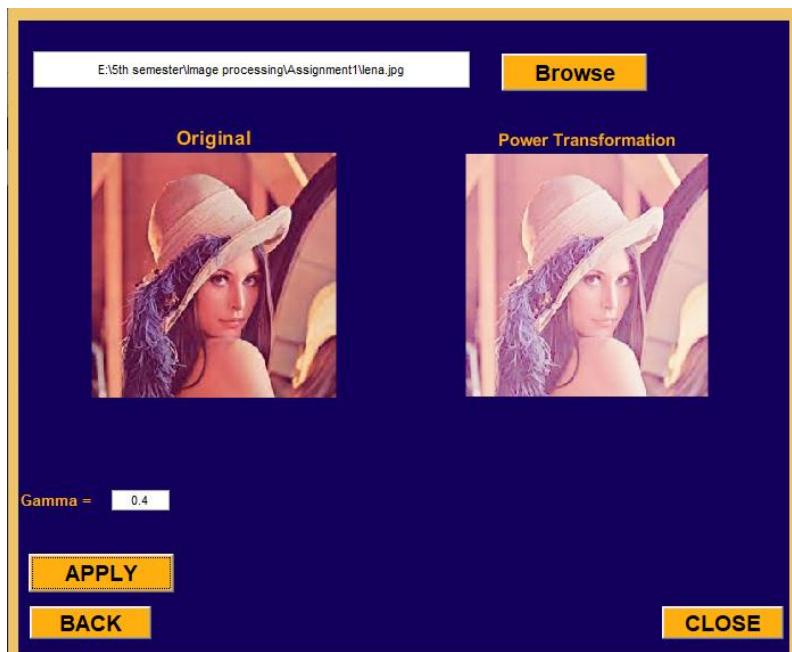 E:\5th semester\Image processing\Assignment1\lena.jpg
Browse
Original
Power Transformation
Gamma =
0.4
APPLY
BACK
CLOSE